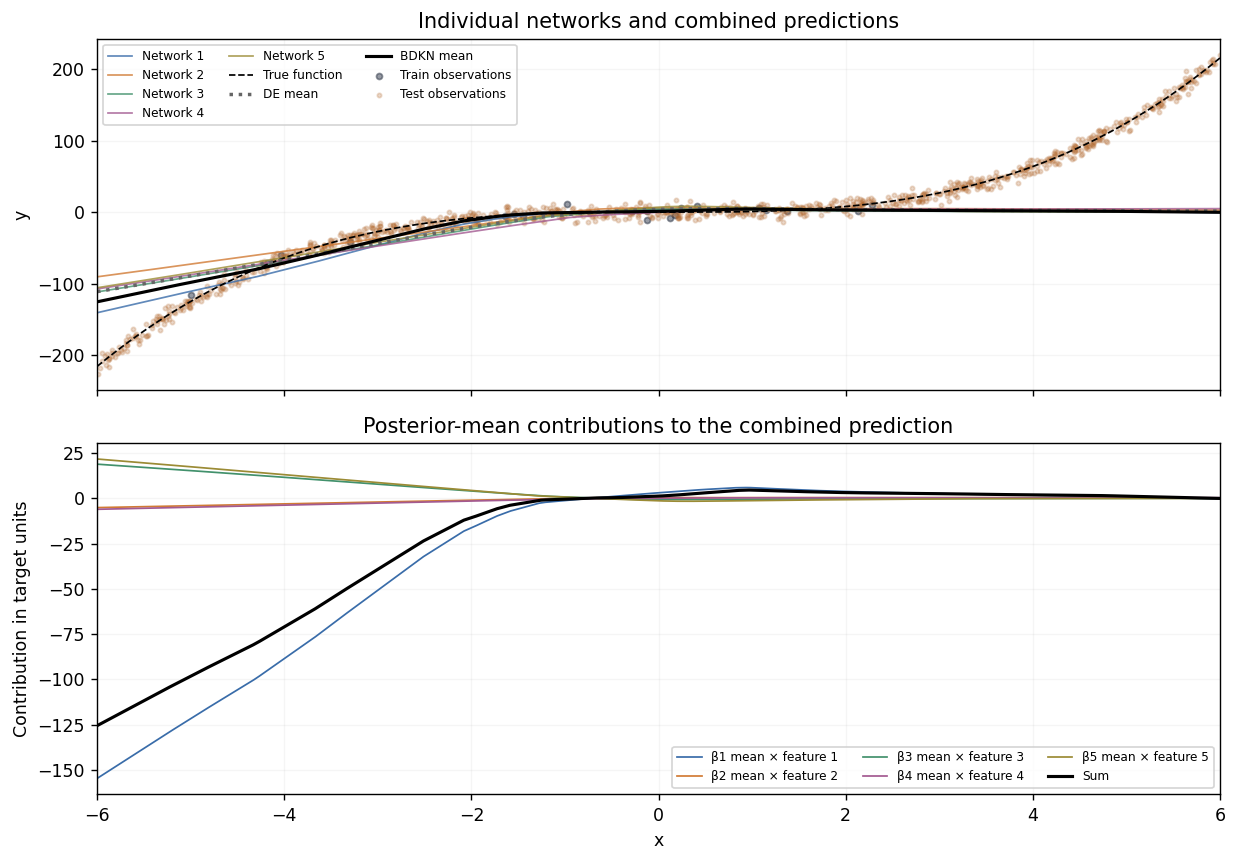 Individual networks and combined predictions
Network 1
Network 2
Network 3
Network 4
Network 5
True function
DE mean
BDKN mean
Train observations
Test observations
y
200
100
0
−100
−200
Posterior-mean contributions to the combined prediction
Contribution in target units
25
0
−25
−50
−75
−100
−125
−150
β1 mean × feature 1
β2 mean × feature 2
β3 mean × feature 3
β4 mean × feature 4
β5 mean × feature 5
Sum
−6 −4 −2 0 2 4 6
x